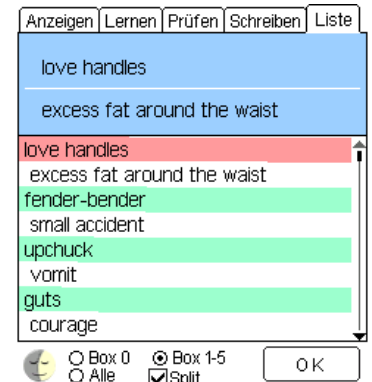 Anzeigen Lernen Prüfen Schreiben Liste
love handles
excess fat around the waist
love handles
excess fat around the waist
fender-bender
small accident
upchuck
vomit
guts
courage
Box 0 Box 1-5 OK
Alle Split